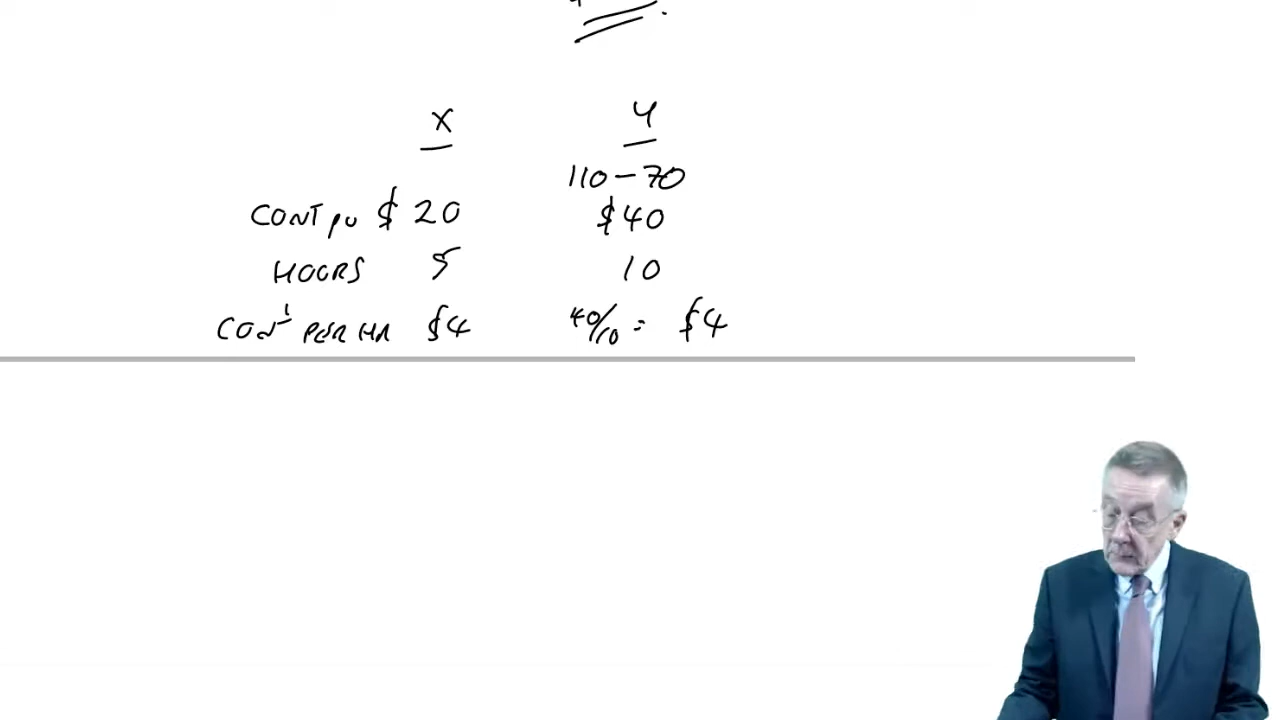 X Y
110 - 70
CONT pu $ 20 $40
HOURS 5 10
CONT PER HR $4 40/10 = $4